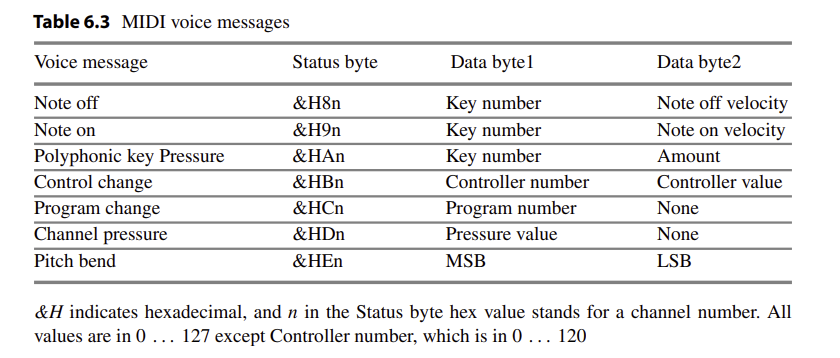 Table 6.3 MIDI voice messages
Voice message Status byte Data byte1 Data byte2
Note off &H8n Key number Note off velocity
Note on &H9n Key number Note on velocity
Polyphonic key Pressure &HAn Key number Amount
Control change &HBn Controller number Controller value
Program change &HCn Program number None
Channel pressure &HDn Pressure value None
Pitch bend &HEn MSB LSB
&H indicates hexadecimal, and n in the Status byte hex value stands for a channel number. All
values are in 0 ... 127 except Controller number, which is in 0 ... 120